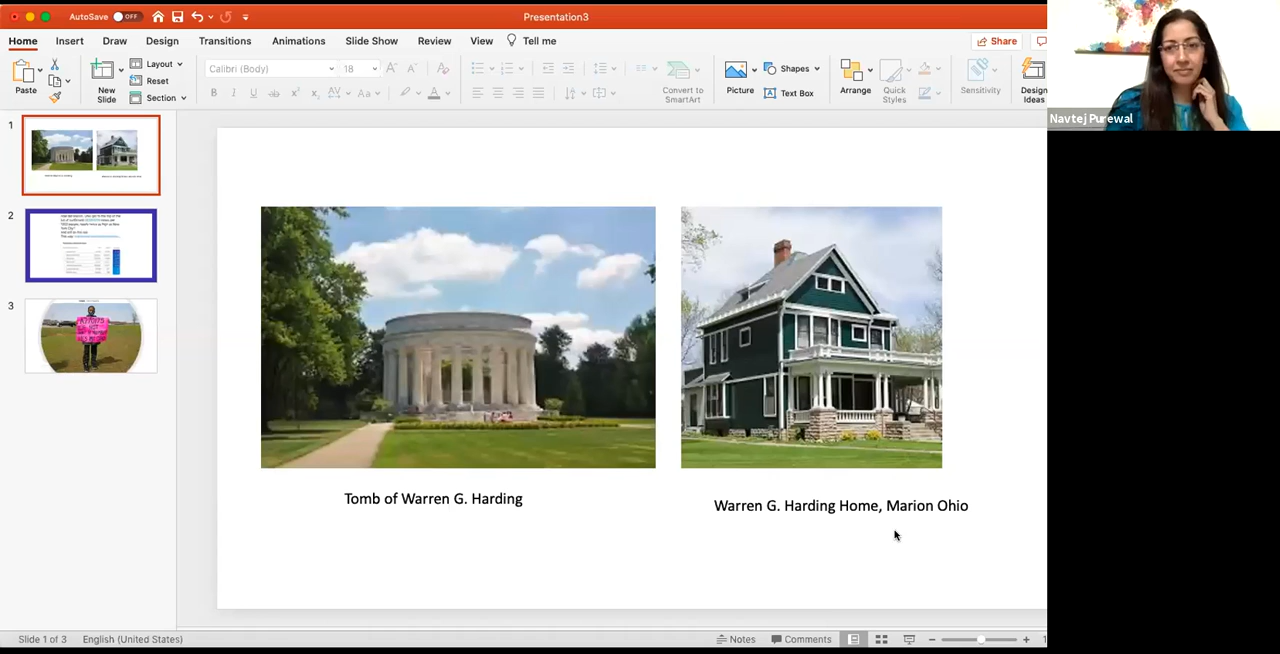 AutoSave OFF
Presentation3
Home Insert Draw Design Transitions Animations Slide Show Review View Tell me
Share
Paste
New
Slide
Layout
Reset
Section
Calibri (Body) 18
Convert to
SmartArt
Picture
Shapes
Text Box
Arrange
Quick
Styles
Sensitivity
Design
Ideas
Navtej Purewal
1
2
3
Tomb of Warren G. Harding
Warren G. Harding Home, Marion Ohio
Slide 1 of 3 English (United States)
Notes Comments